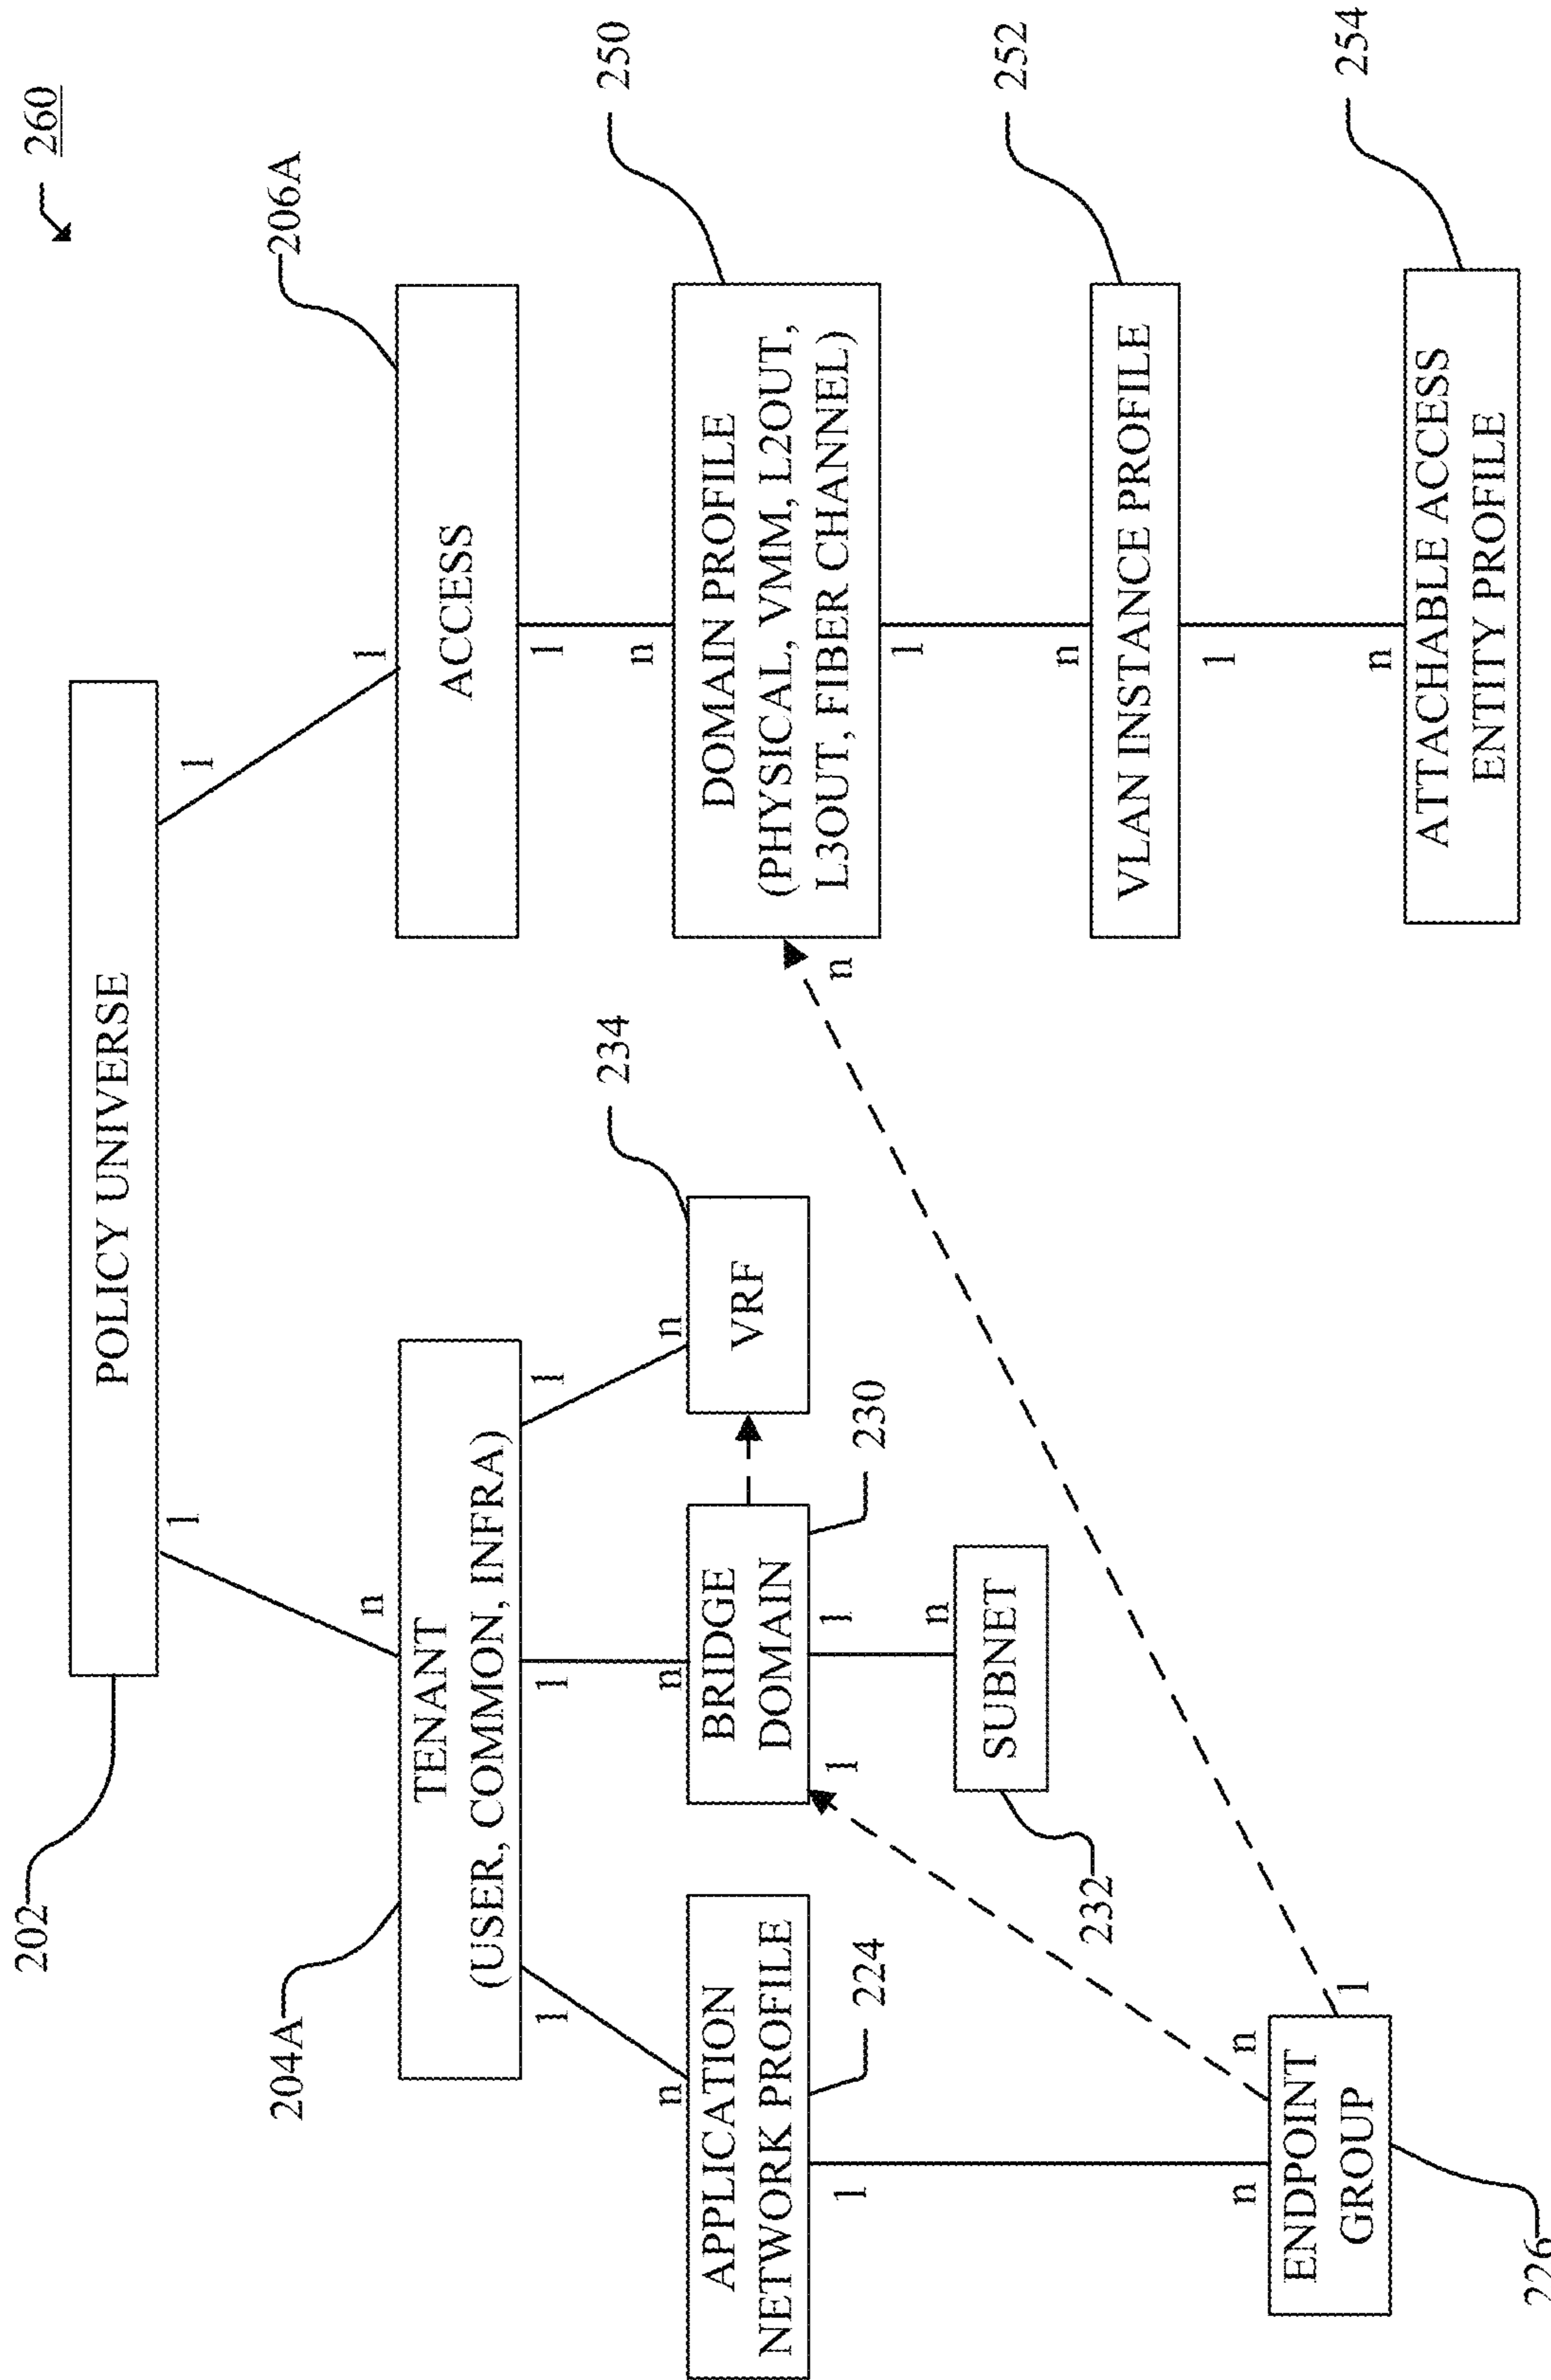 260
POLICY UNIVERSE
202
1
1
n
1
204A
TENANT
(USER, COMMON, INFRA)
ACCESS
206A
1
1
1
1
n
n
n
n
APPLICATION
NETWORK PROFILE
224
BRIDGE
DOMAIN
230
VRF
234
DOMAIN PROFILE
(PHYSICAL, VMM, L2OUT,
L3OUT, FIBER CHANNEL)
250
1
1
1
n
1
n
SUBNET
232
n
VLAN INSTANCE PROFILE
252
1
n
n
n
1
ENDPOINT
GROUP
226
ATTACHABLE ACCESS
ENTITY PROFILE
254